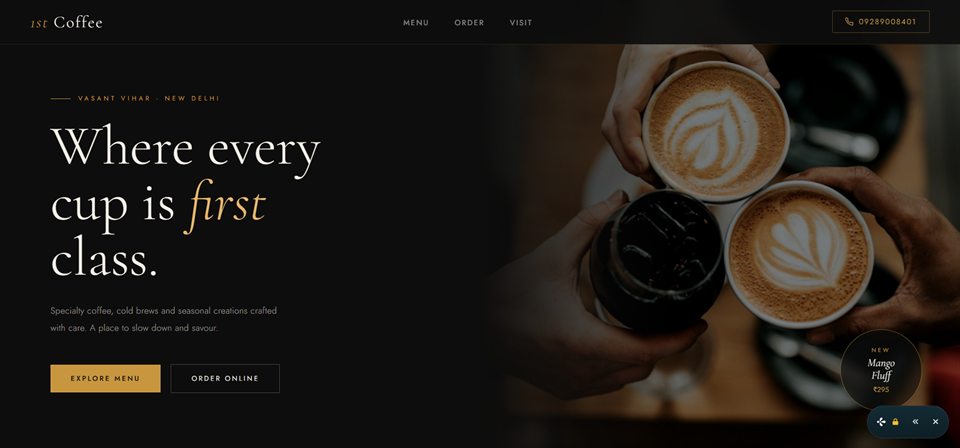 1st Coffee
MENU
ORDER
VISIT
09289008401
VASANT VIHAR · NEW DELHI
Where every
cup is first
class.
Specialty coffee, cold brews and seasonal creations crafted
with care. A place to slow down and savour.
EXPLORE MENU
ORDER ONLINE
NEW
Mango
Fluff
₹295